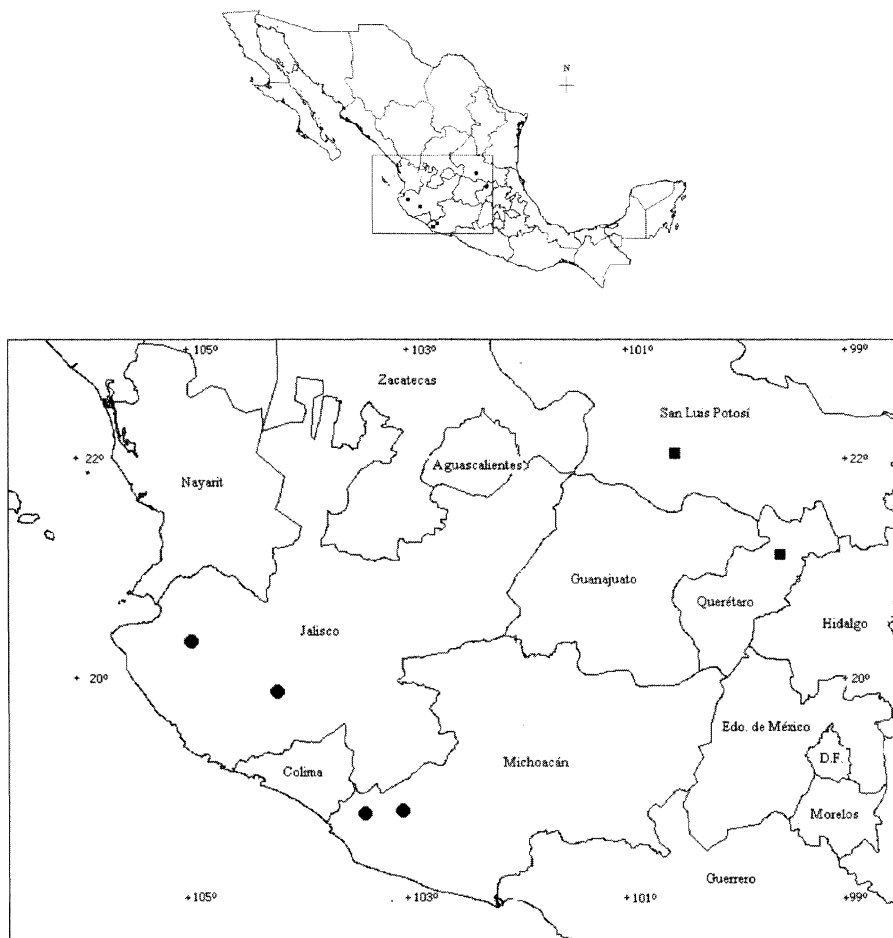 N
+ 105º + 103º + 101º + 99º
Zacatecas
San Luis Potosí
+ 22º + 22º
Aguascalientes
Nayarit
Guanajuato
Querétaro
Hidalgo
Jalisco
+ 20º + 20º
Edo. de México
D.F.
Colima
Michoacán
Morelos
Guerrero
+ 105º + 103º + 101º + 99º